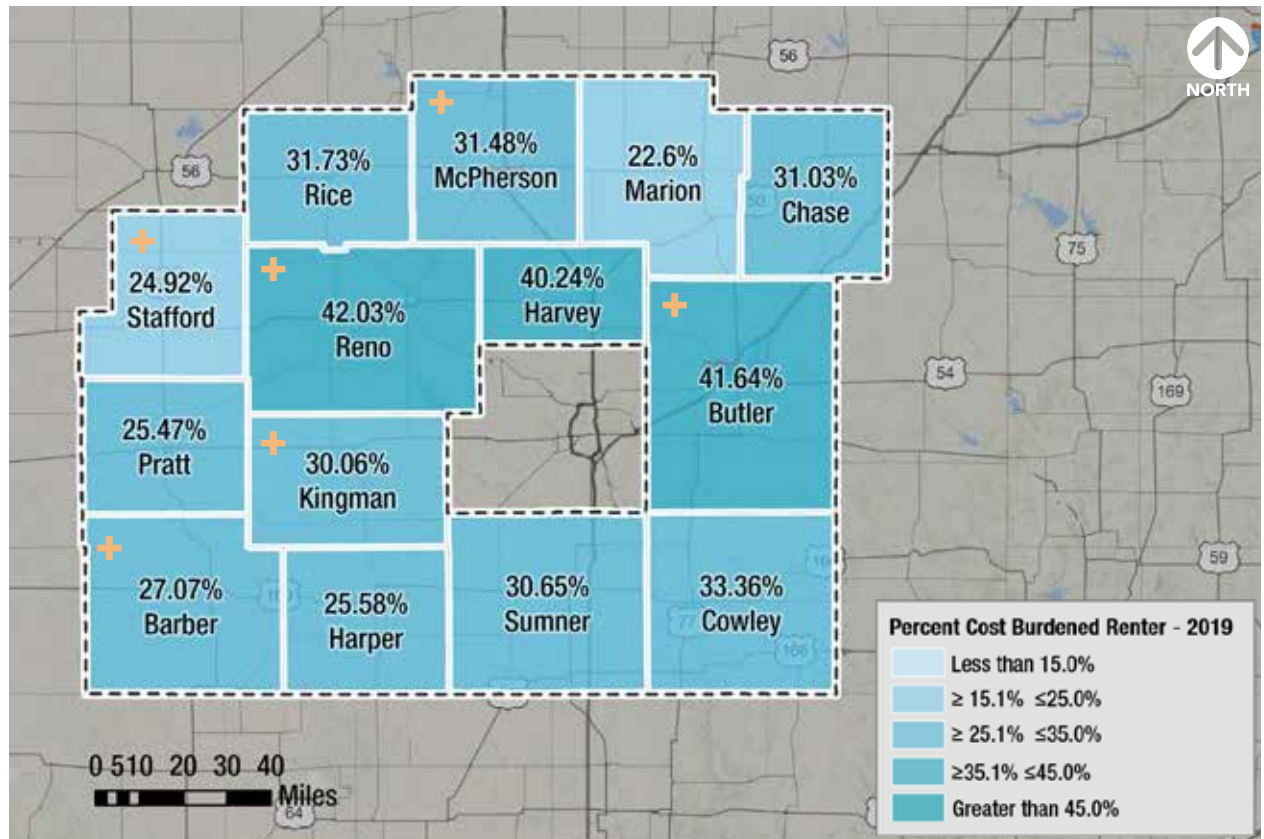 56
NORTH
31.48%
McPherson
22.6%
Marion
31.73%
Rice
31.03%
Chase
56
50
75
24.92%
Stafford
42.03%
Reno
40.24%
Harvey
41.64%
Butler
54
169
25.47%
Pratt
30.06%
Kingman
27.07%
Barber
25.58%
Harper
30.65%
Sumner
33.36%
Cowley
59
77
166
Percent Cost Burdened Renter - 2019
Less than 15.0%
≥ 15.1% ≤25.0%
≥ 25.1% ≤35.0%
≥35.1% ≤45.0%
Greater than 45.0%
0 510 20 30 40
Miles
64